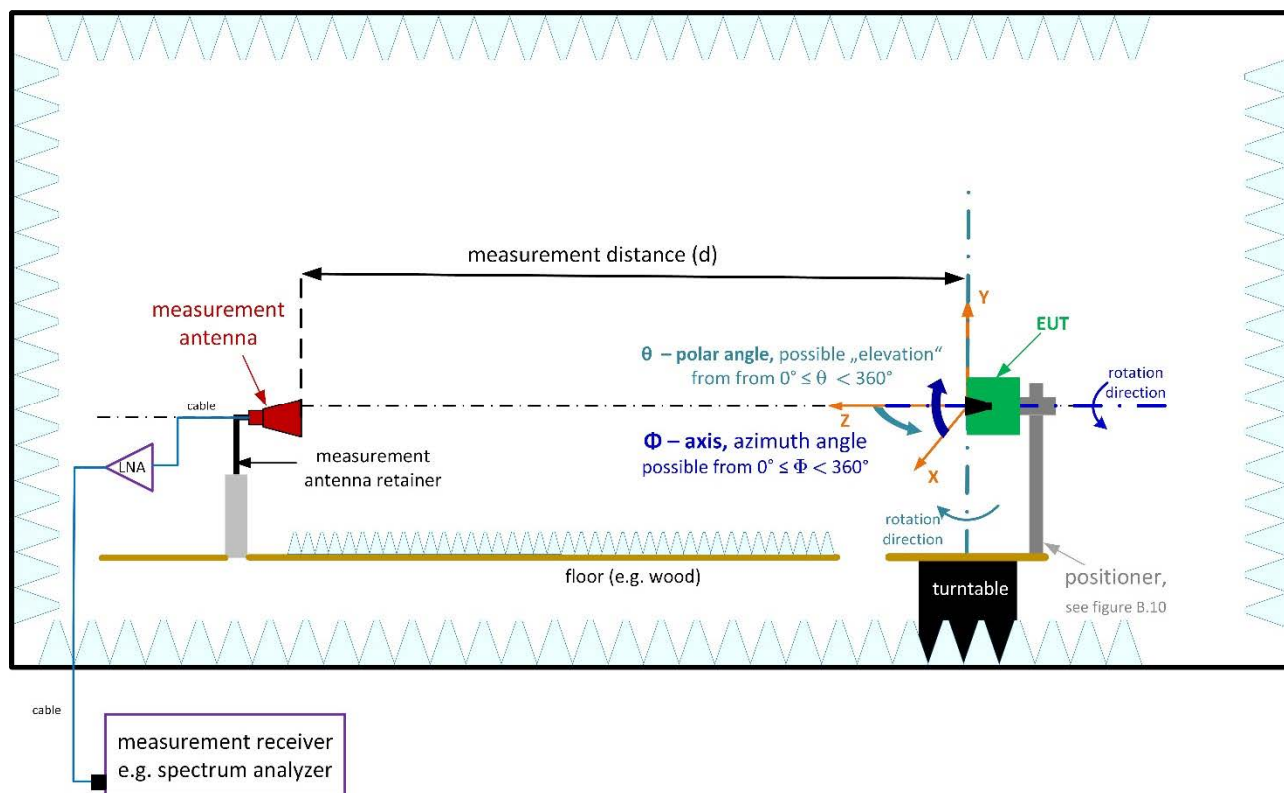 measurement distance (d)
measurement
antenna
Y
EUT
θ – polar angle, possible „elevation“
from from 0° ≤ θ < 360°
rotation
direction
cable
Z
Φ – axis, azimuth angle
possible from 0° ≤ Φ < 360°
X
LNA
measurement
antenna retainer
rotation
direction
floor (e.g. wood)
turntable
positioner,
see figure B.10
cable
measurement receiver
e.g. spectrum analyzer